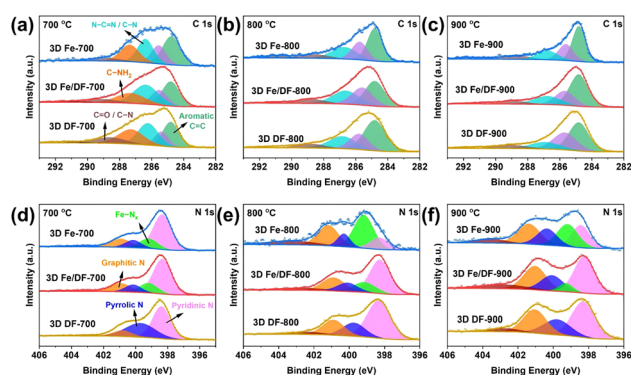 (a) 700 °C C 1s
N−C=N / C−N
3D Fe-700
C−NH2
3D Fe/DF-700
C=O / C−N
Aromatic
C=C
3D DF-700
Intensity (a.u.)
292 290 288 286 284 282
Binding Energy (eV)
(b) 800 °C C 1s
3D Fe-800
3D Fe/DF-800
3D DF-800
Intensity (a.u.)
292 290 288 286 284 282
Binding Energy (eV)
(c) 900 °C C 1s
3D Fe-900
3D Fe/DF-900
3D DF-900
Intensity (a.u.)
292 290 288 286 284 282
Binding Energy (eV)
(d) 700 °C N 1s
Fe−N4
3D Fe-700
3D Fe/DF-700
Graphitic N
Pyrrolic N
Pyridinic N
3D DF-700
Intensity (a.u.)
406 404 402 400 398 396
Binding Energy (eV)
(e) 800 °C N 1s
3D Fe-800
3D Fe/DF-800
3D DF-800
Intensity (a.u.)
406 404 402 400 398 396
Binding Energy (eV)
(f) 900 °C N 1s
3D Fe-900
3D Fe/DF-900
3D DF-900
Intensity (a.u.)
406 404 402 400 398 396
Binding Energy (eV)